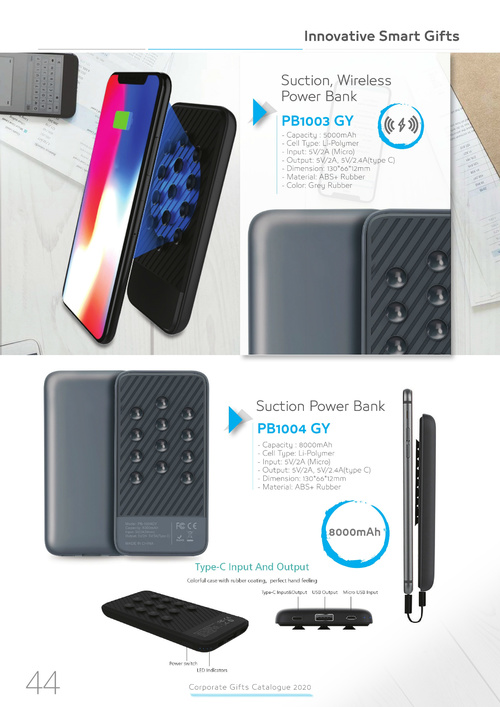 Innovative Smart Gifts
Suction, Wireless
Power Bank
PB1003 GY
- Capacity : 5000mAh
- Cell Type: Li-Polymer
- Input: 5V/2A (Micro)
- Output: 5V/2A, 5V/2.4A(type C)
- Dimension: 130*66*12mm
- Material: ABS+ Rubber
- Color: Grey Rubber
Suction Power Bank
PB1004 GY
- Capacity : 8000mAh
- Cell Type: Li-Polymer
- Input: 5V/2A (Micro)
- Output: 5V/2A, 5V/2.4A(type C)
- Dimension: 130*66*12mm
- Material: ABS+ Rubber
8000mAh
Type-C Input And Output
Colorful case with rubber coating, perfect hand feeling
Type-C Input&Output USB Output Micro USB Input
Power switch
LED Indicators
44
Corporate Gifts Catalogue 2020